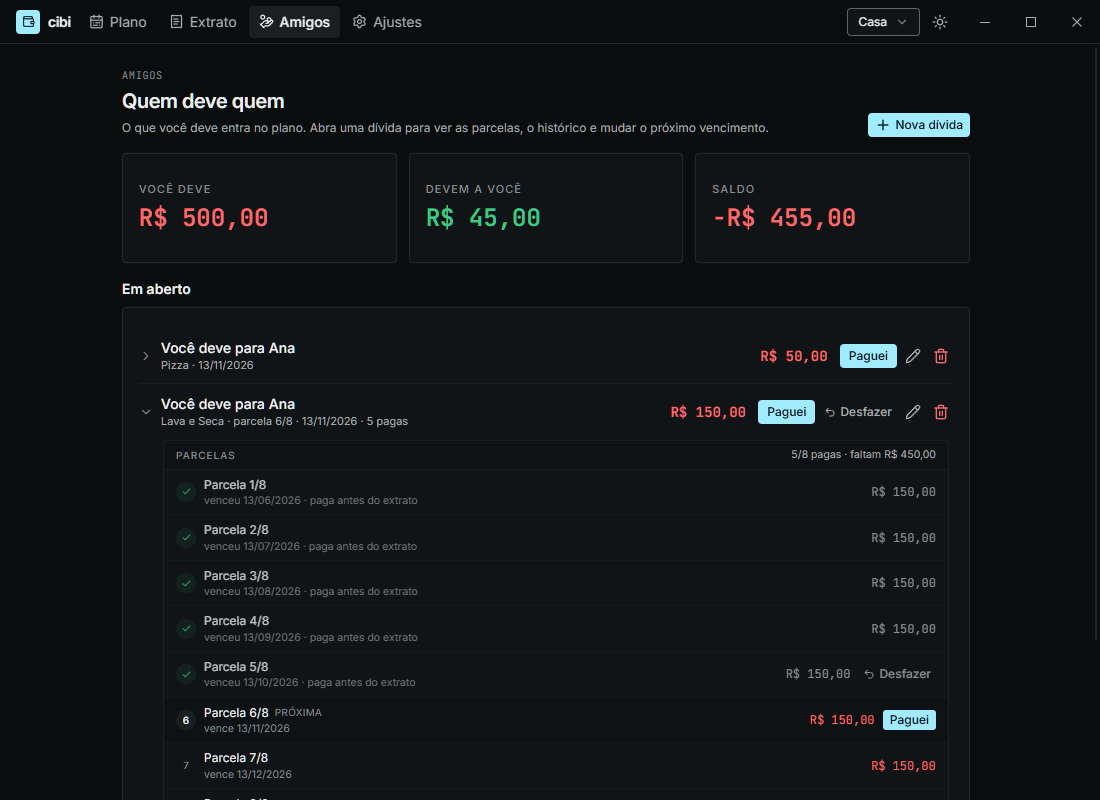 cibi
Plano
Extrato
Amigos
Ajustes
Casa
AMIGOS
Quem deve quem
O que você deve entra no plano. Abra uma dívida para ver as parcelas, o histórico e mudar o próximo vencimento.
Nova dívida
VOCÊ DEVE
R$ 500,00
DEVEM A VOCÊ
R$ 45,00
SALDO
-R$ 455,00
Em aberto
Você deve para Ana
Pizza · 13/11/2026
R$ 50,00
Paguei
Você deve para Ana
Lava e Seca · parcela 6/8 · 13/11/2026 · 5 pagas
R$ 150,00
Paguei
Desfazer
PARCELAS
5/8 pagas · faltam R$ 450,00
Parcela 1/8
venceu 13/06/2026 · paga antes do extrato
R$ 150,00
Parcela 2/8
venceu 13/07/2026 · paga antes do extrato
R$ 150,00
Parcela 3/8
venceu 13/08/2026 · paga antes do extrato
R$ 150,00
Parcela 4/8
venceu 13/09/2026 · paga antes do extrato
R$ 150,00
Parcela 5/8
venceu 13/10/2026 · paga antes do extrato
R$ 150,00
Desfazer
6
Parcela 6/8 PRÓXIMA
vence 13/11/2026
R$ 150,00
Paguei
7
Parcela 7/8
vence 13/12/2026
R$ 150,00